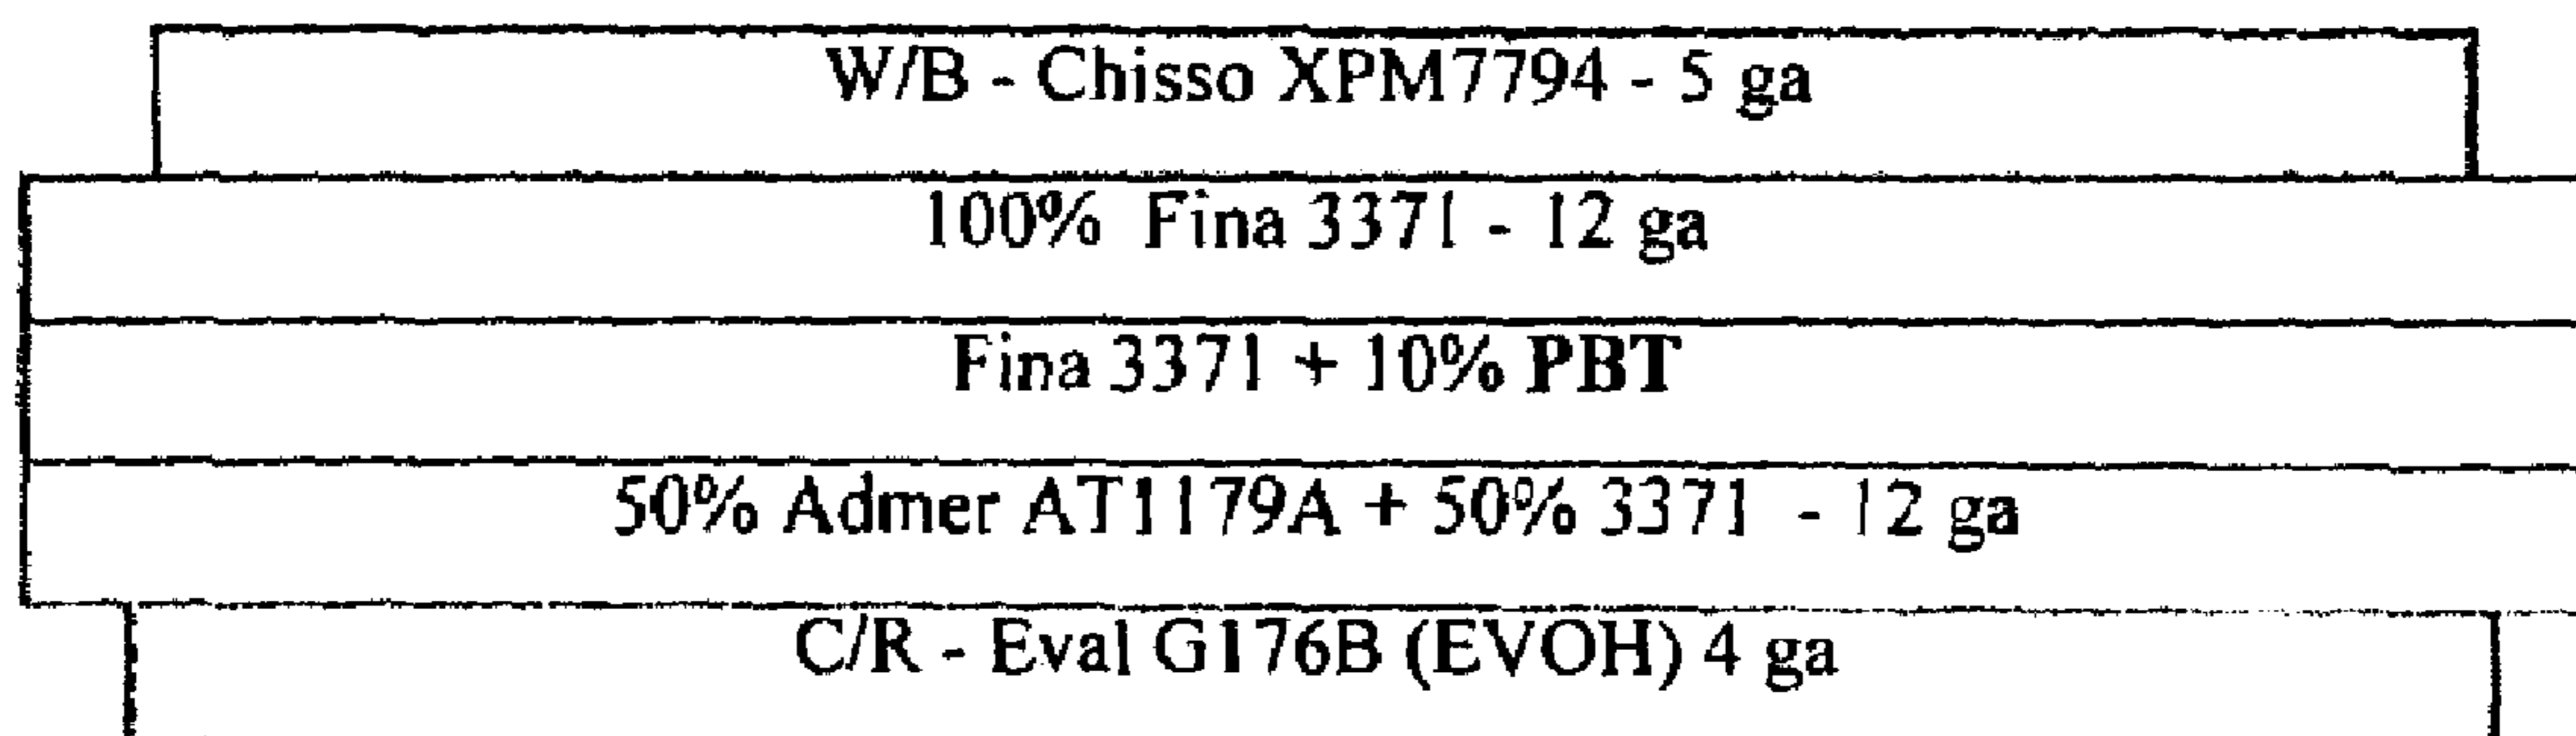 W/B - Chisso XPM7794 - 5 ga
100% Fina 3371 - 12 ga
Fina 3371 + 10% PBT
50% Admer AT1179A + 50% 3371 - 12 ga
C/R - Eval G176B (EVOH) 4 ga